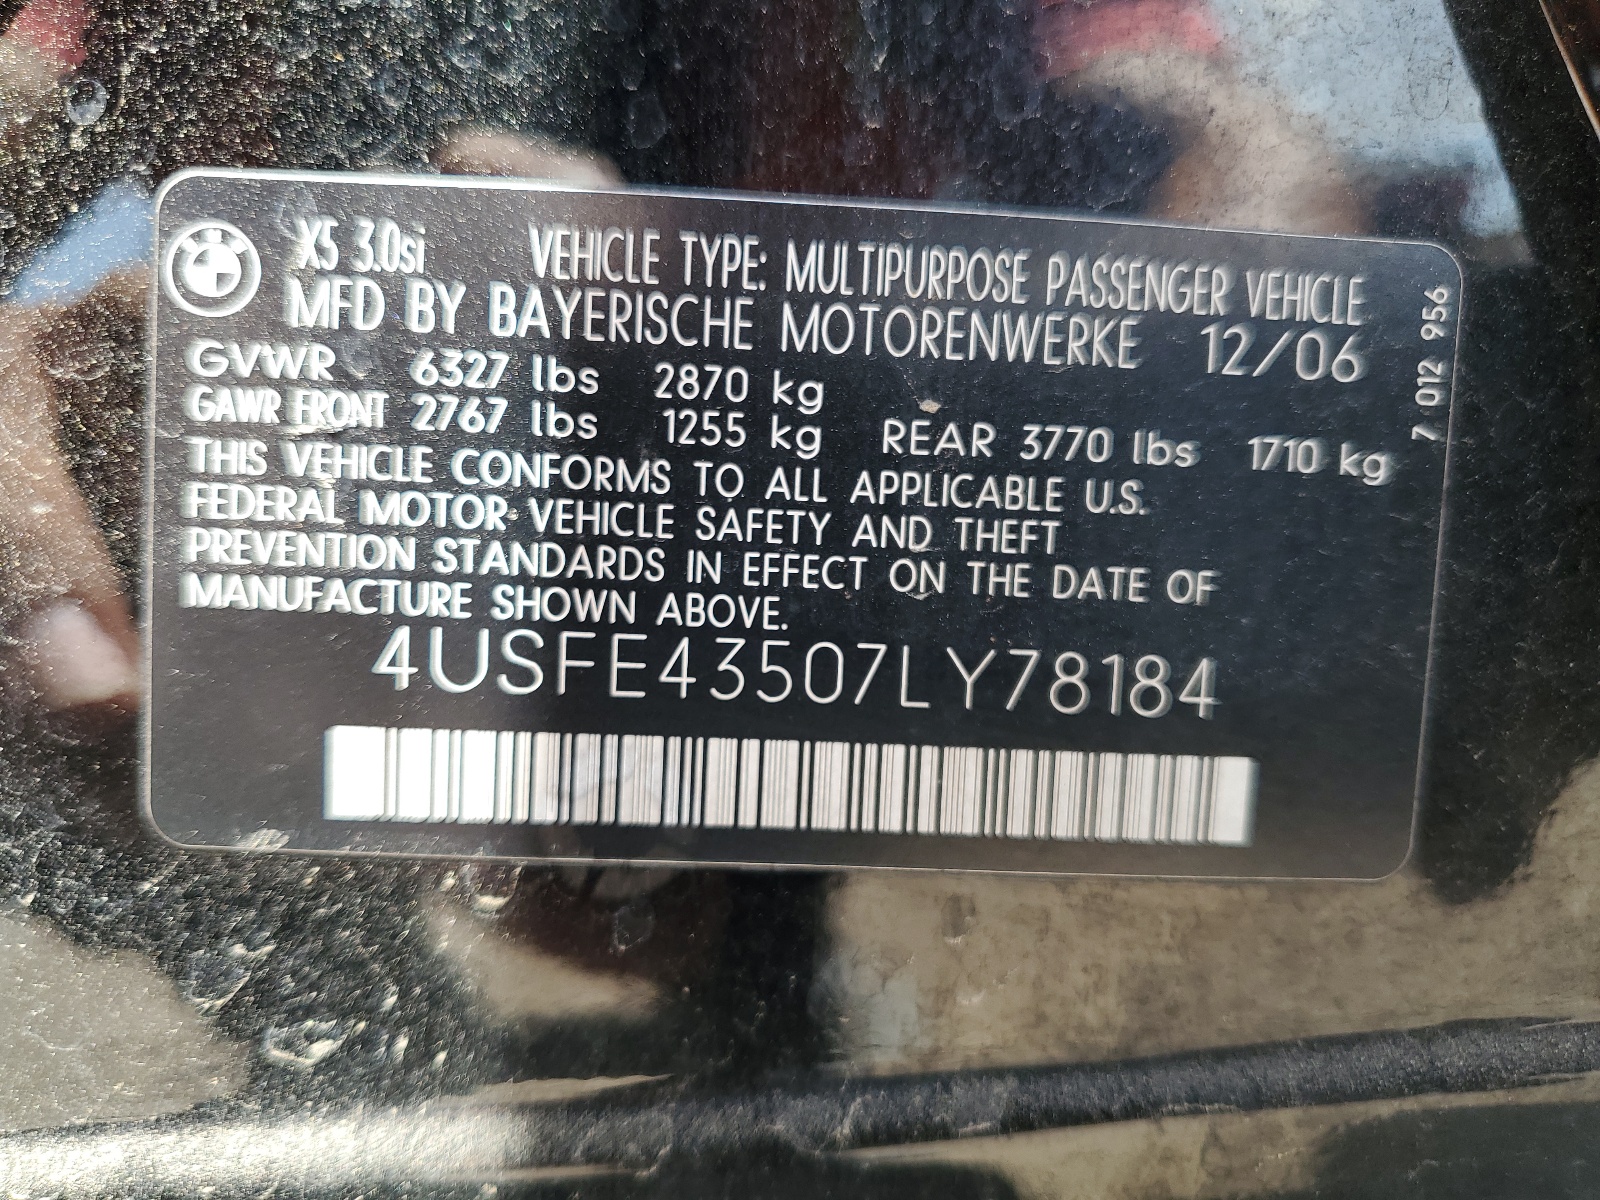 X5 3.0si VEHICLE TYPE: MULTIPURPOSE PASSENGER VEHICLE
MFD BY BAYERISCHE MOTORENWERKE 12/06
GVWR 6327 lbs 2870 kg
GAWR FRONT 2767 lbs 1255 kg REAR 3770 lbs 1710 kg
THIS VEHICLE CONFORMS TO ALL APPLICABLE U.S.
FEDERAL MOTOR VEHICLE SAFETY AND THEFT
PREVENTION STANDARDS IN EFFECT ON THE DATE OF
MANUFACTURE SHOWN ABOVE.
4USFE43507LY78184
7 012 956